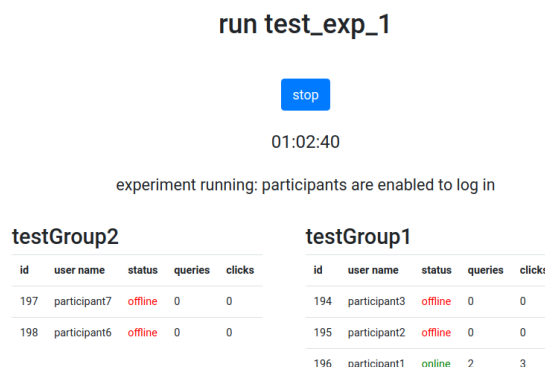 run test_exp_1
stop
01:02:40
experiment running: participants are enabled to log in
testGroup2
id user name status queries clicks
197 participant7 offline 0 0
198 participant6 offline 0 0
testGroup1
id user name status queries clicks
194 participant3 offline 0 0
195 participant2 offline 0 0
196 participant1 online 2 3